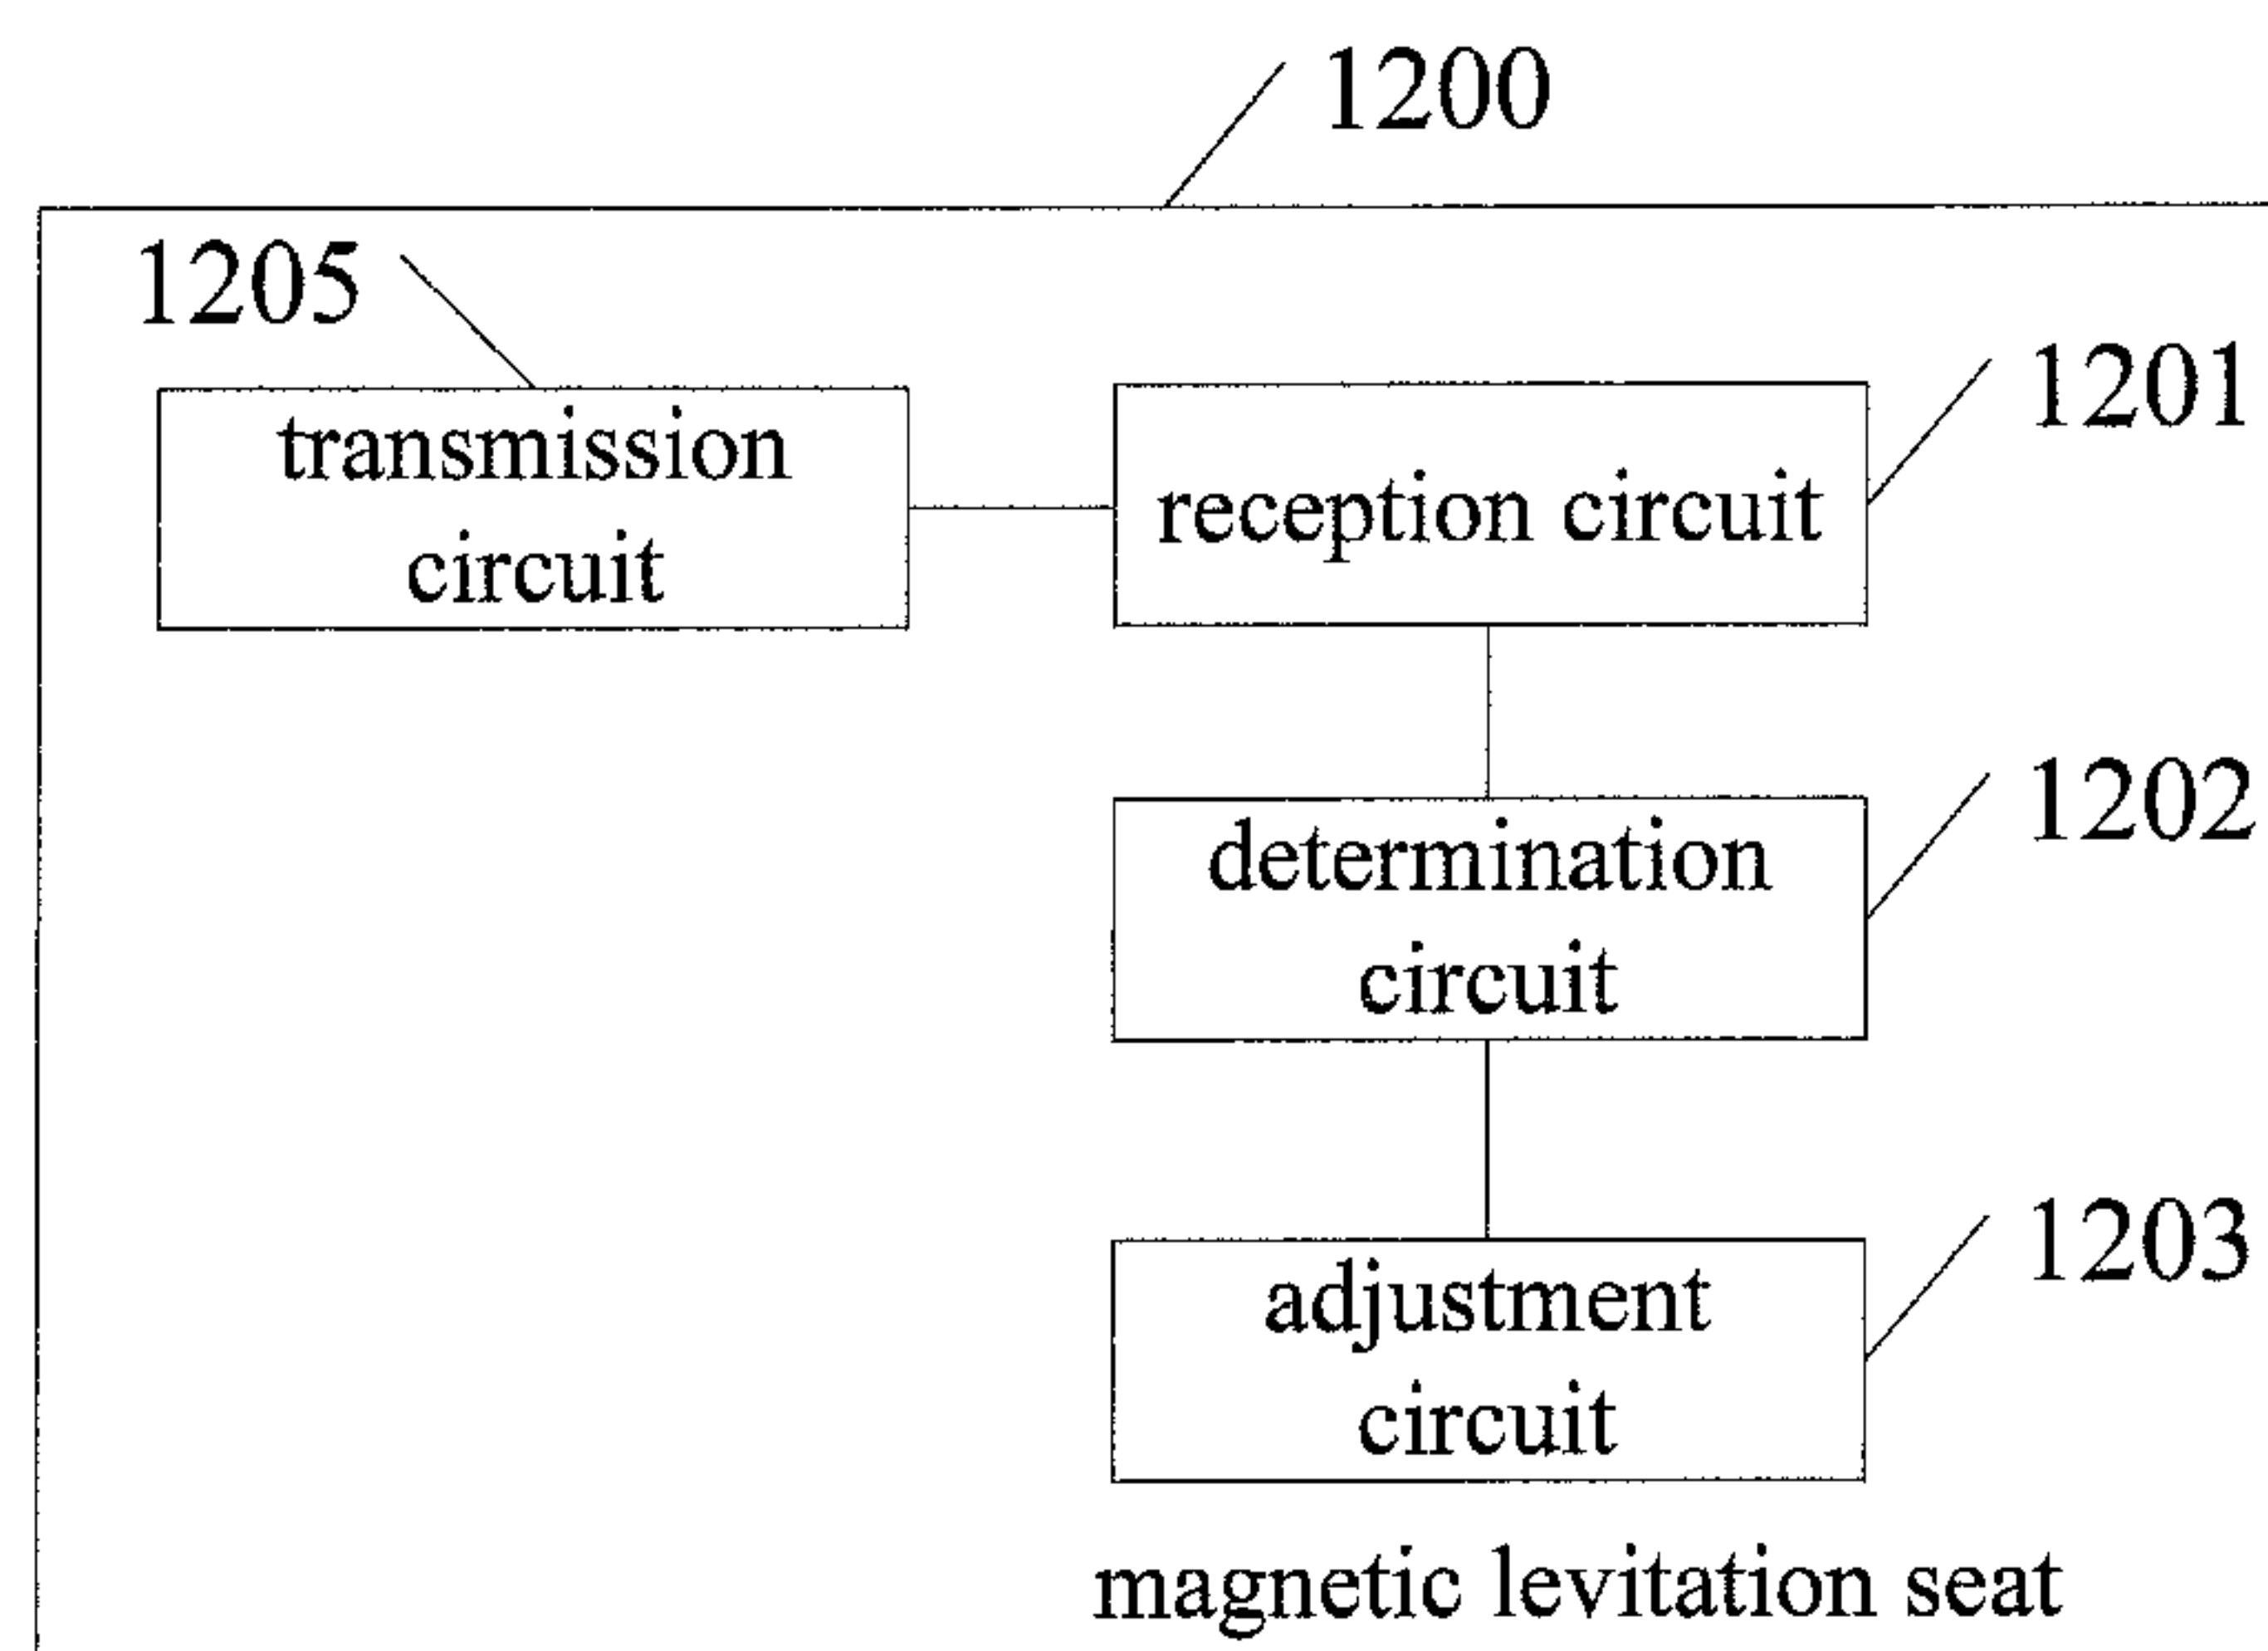 1200
1205
transmission
circuit
reception circuit
1201
determination
circuit
1202
adjustment
circuit
1203
magnetic levitation seat